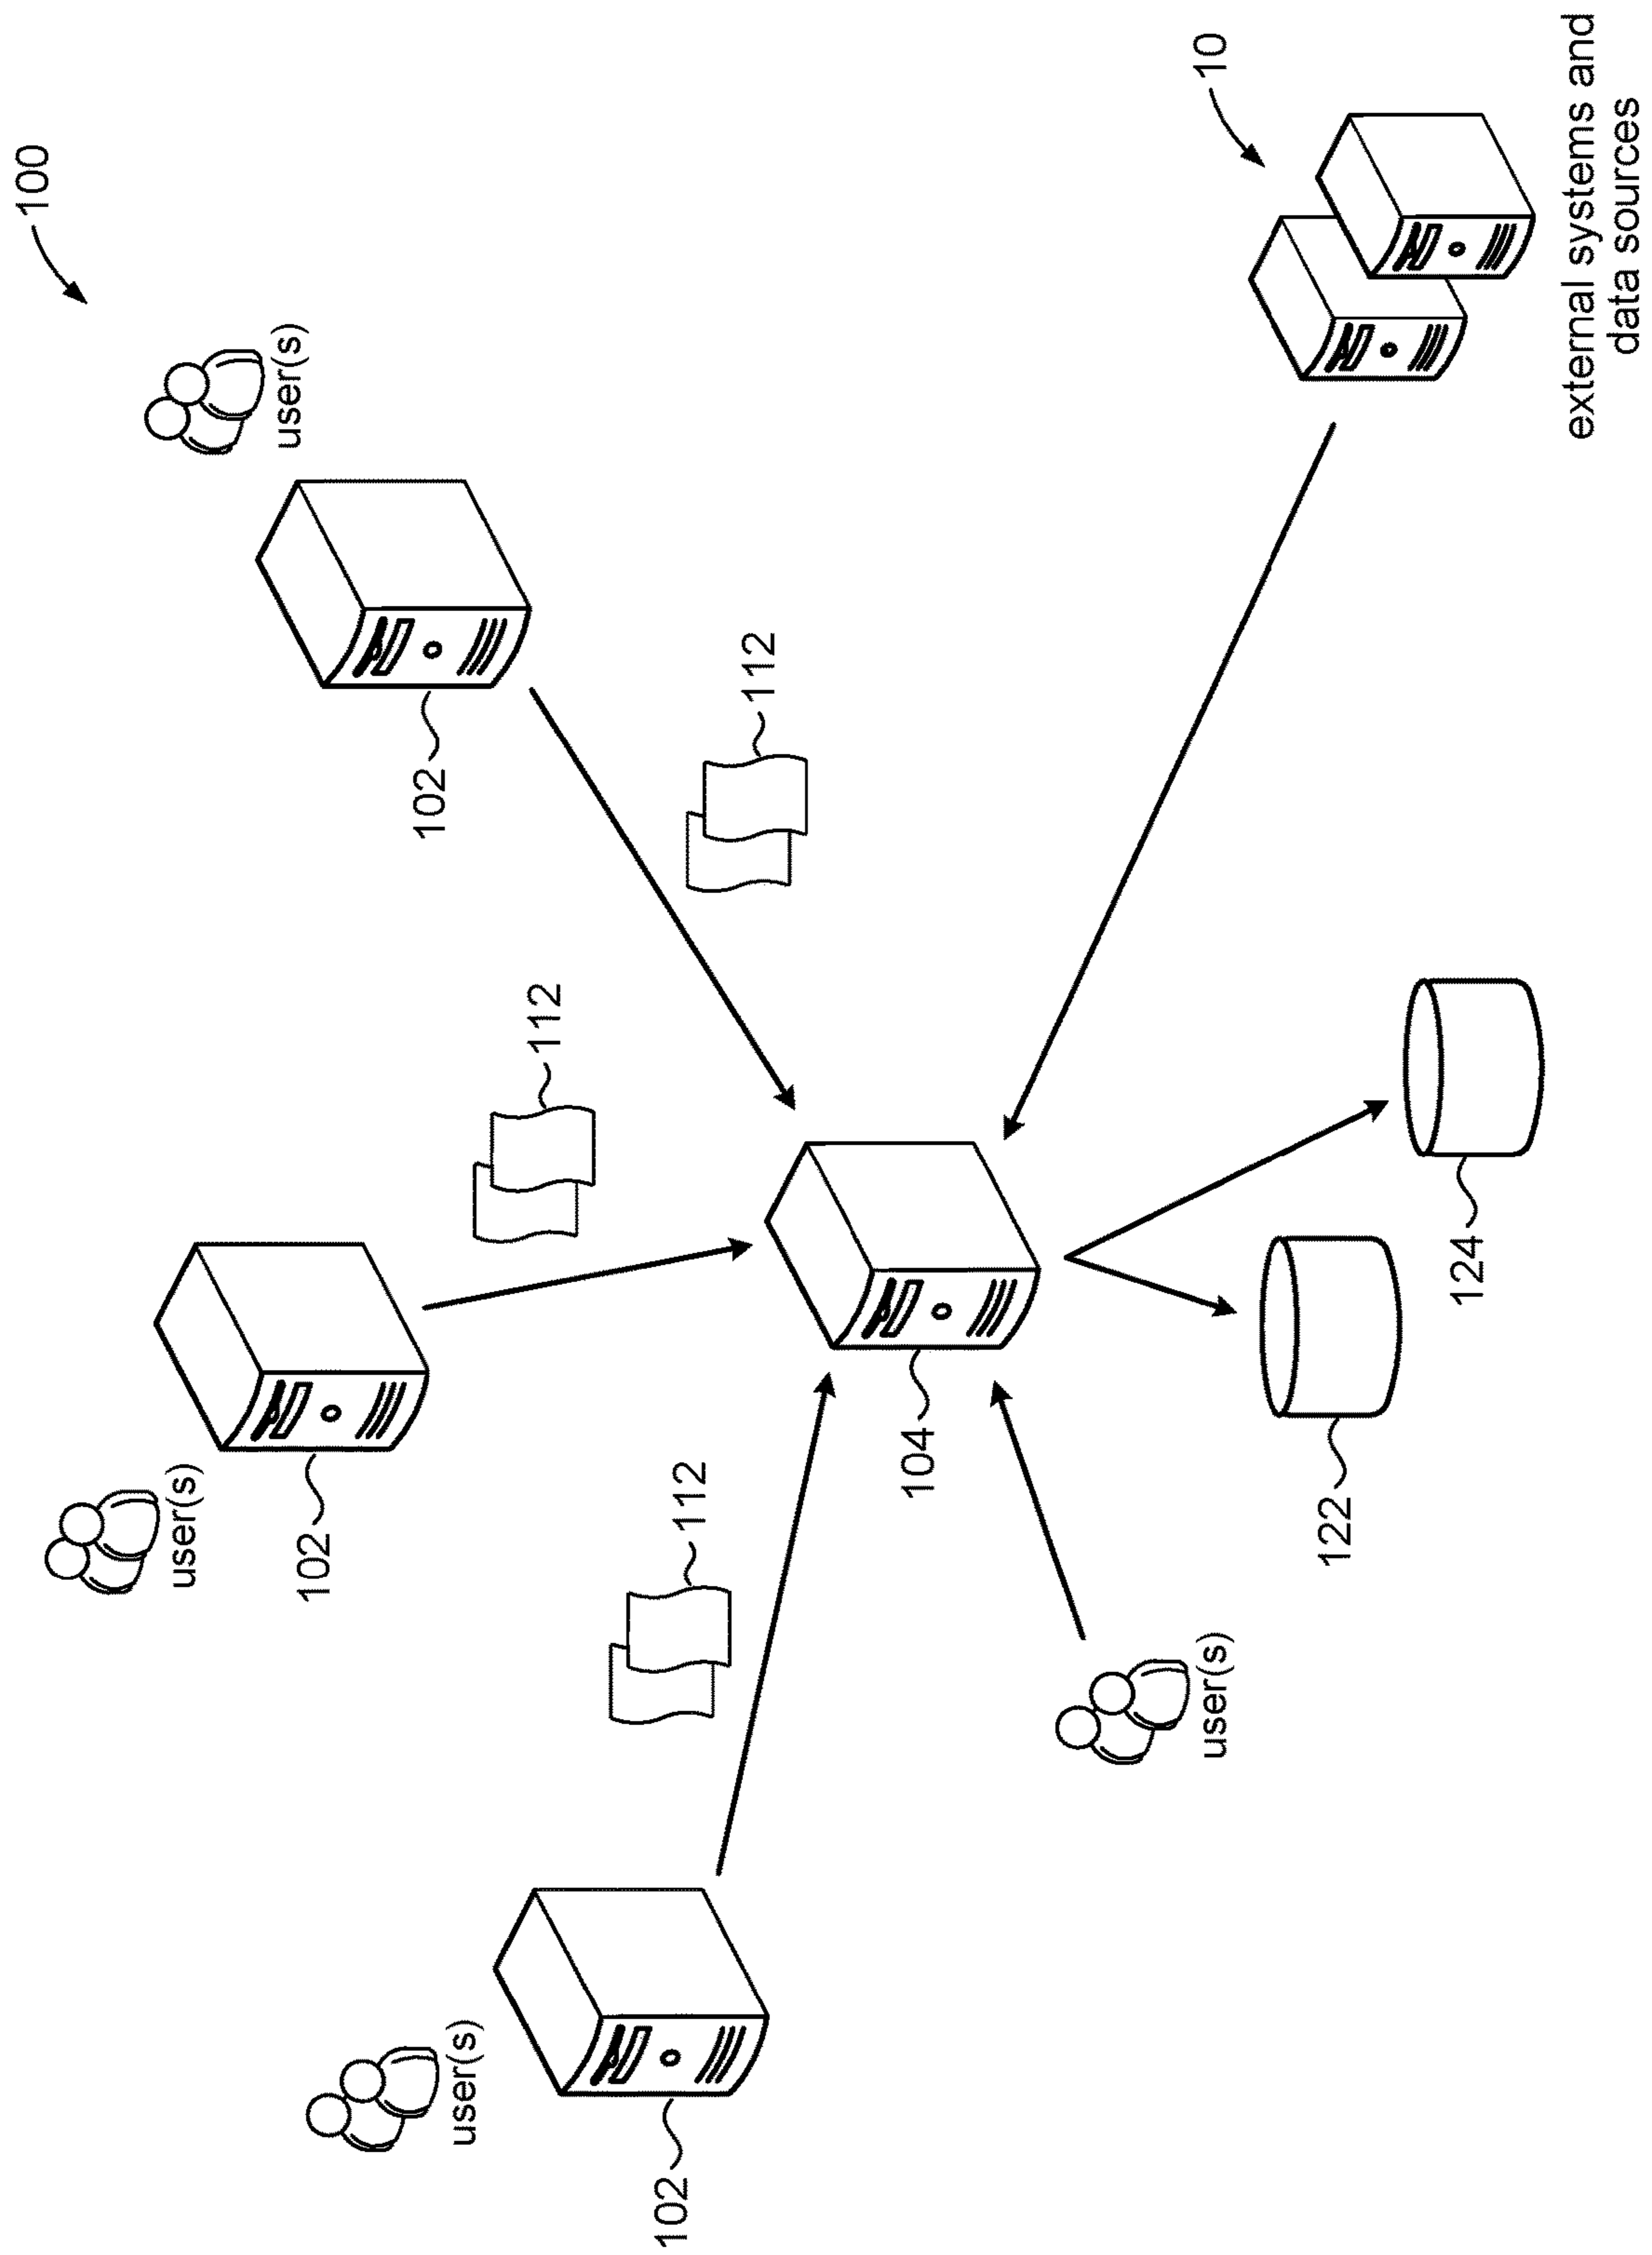 100
user(s)
user(s)
102
102
user(s)
112
102
112
112
104
user(s)
10
122
124
external systems and
data sources